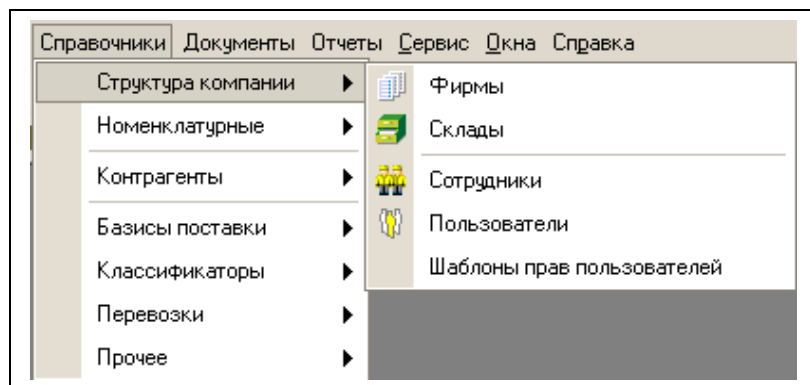 Справочники Документы Отчеты Сервис Окна Справка
Структура компании
Номенклатурные
Контрагенты
Базисы поставки
Классификаторы
Перевозки
Прочее
Фирмы
Склады
Сотрудники
Пользователи
Шаблоны прав пользователей